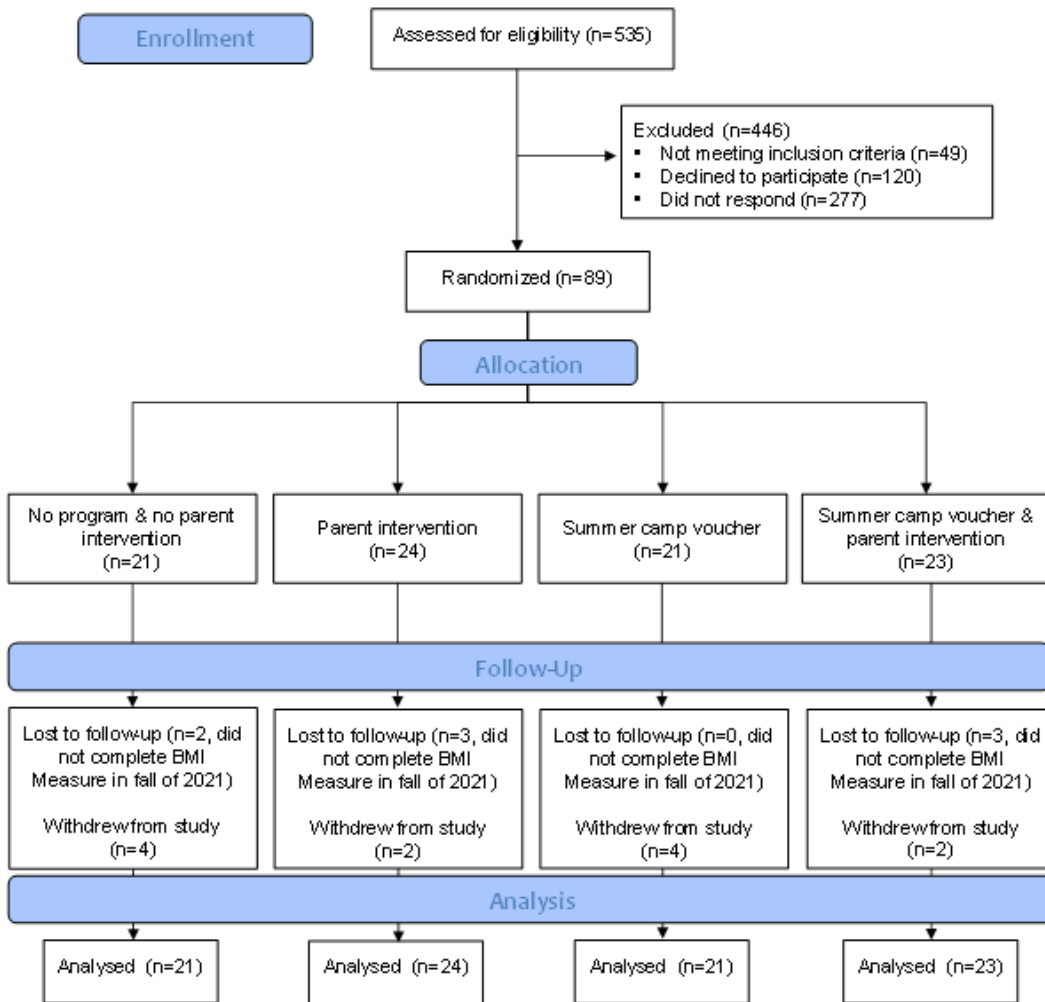 Enrollment
Assessed for eligibility (n=535)
Excluded (n=446)
▪ Not meeting inclusion criteria (n=49)
▪ Declined to participate (n=120)
▪ Did not respond (n=277)
Randomized (n=89)
Allocation
No program & no parent
intervention
(n=21)
Parent intervention
(n=24)
Summer camp voucher
(n=21)
Summer camp voucher &
parent intervention
(n=23)
Follow-Up
Lost to follow-up (n=2, did
not complete BMI
Measure in fall of 2021)
Withdrew from study
(n=4)
Lost to follow-up (n=3, did
not complete BMI
Measure in fall of 2021)
Withdrew from study
(n=2)
Lost to follow-up (n=0, did
not complete BMI
Measure in fall of 2021)
Withdrew from study
(n=4)
Lost to follow-up (n=3, did
not complete BMI
Measure in fall of 2021)
Withdrew from study
(n=2)
Analysis
Analysed (n=21)
Analysed (n=24)
Analysed (n=21)
Analysed (n=23)